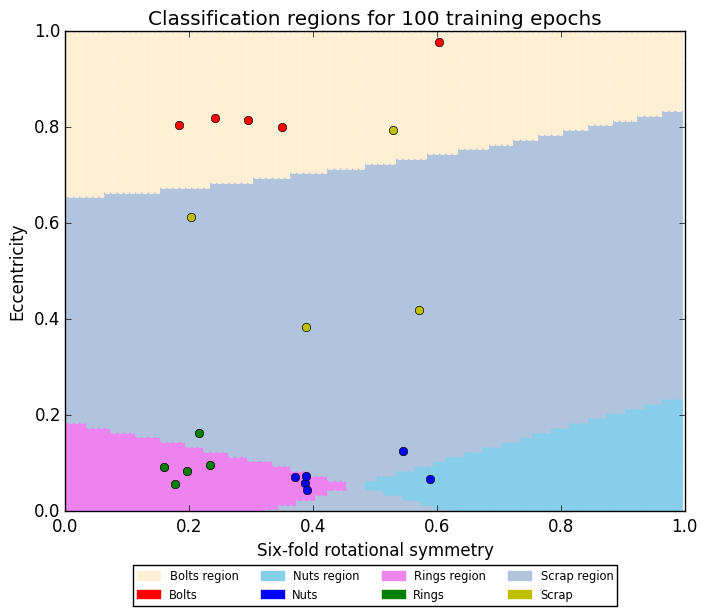 Classification regions for 100 training epochs
1.0
0.8
0.6
0.4
0.2
0.0
Eccentricity
0.0 0.2 0.4 0.6 0.8 1.0
Six-fold rotational symmetry
Bolts region Nuts region Rings region Scrap region
Bolts Nuts Rings Scrap